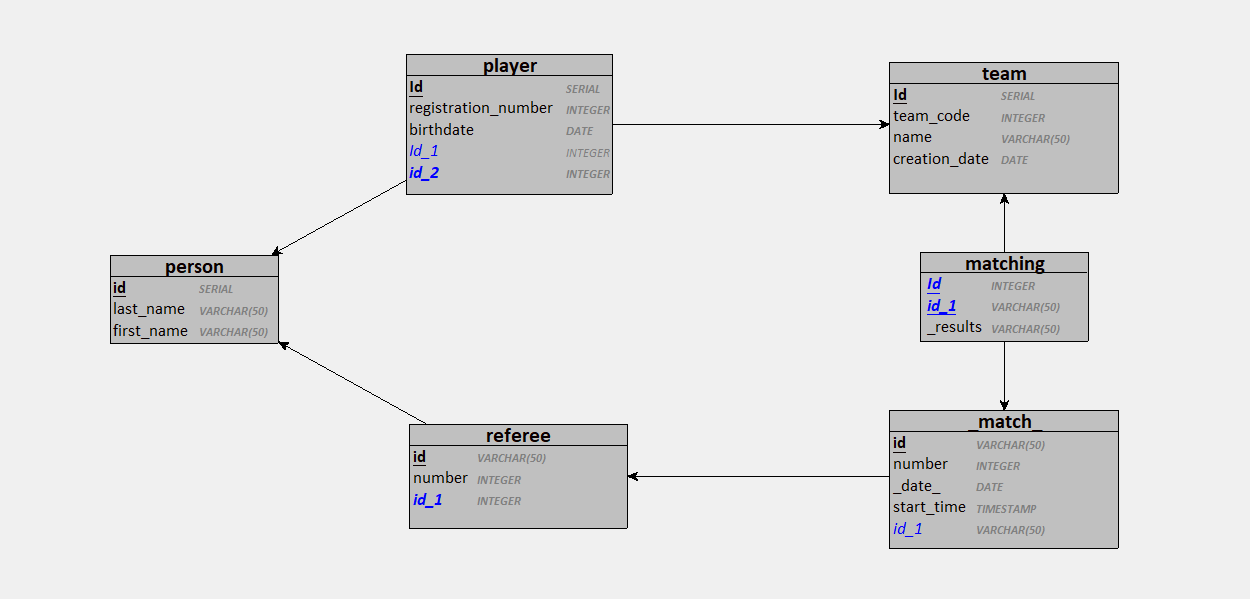 player
Id SERIAL
registration_number INTEGER
birthdate DATE
Id_1 INTEGER
id_2 INTEGER
team
Id SERIAL
team_code INTEGER
name VARCHAR(50)
creation_date DATE
person
id SERIAL
last_name VARCHAR(50)
first_name VARCHAR(50)
matching
Id INTEGER
id_1 VARCHAR(50)
_results VARCHAR(50)
referee
id VARCHAR(50)
number INTEGER
id_1 INTEGER
_match_
id VARCHAR(50)
number INTEGER
_date_ DATE
start_time TIMESTAMP
id_1 VARCHAR(50)